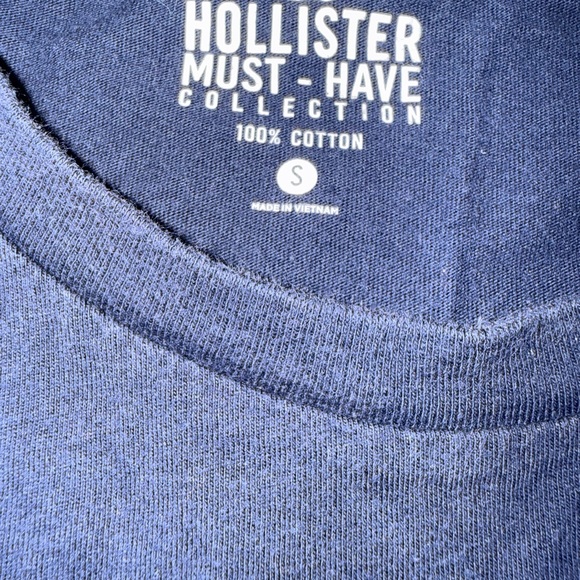 HOLLISTER
MUST - HAVE
COLLECTION
100% COTTON
S
MADE IN VIETNAM